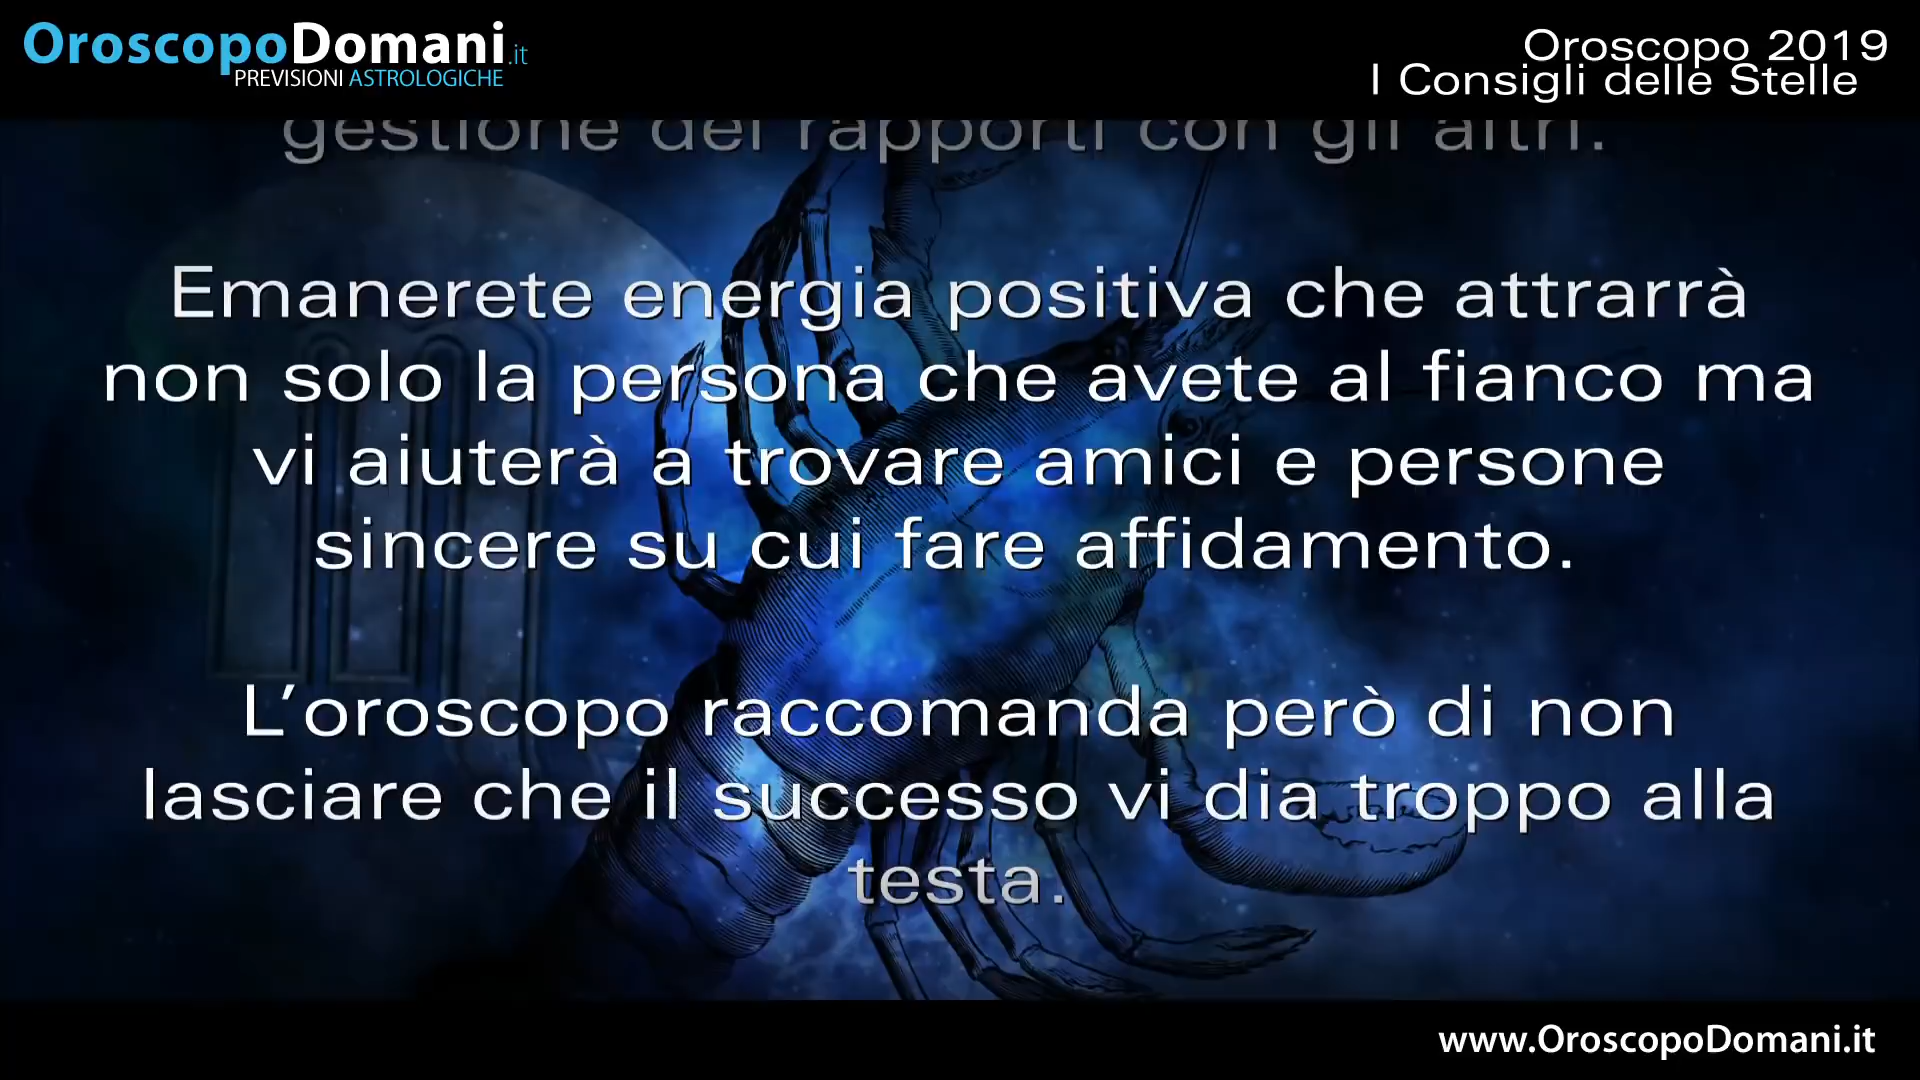 OroscopoDomani.it
PREVISIONI ASTROLOGICHE
Oroscopo 2019
I Consigli delle Stelle
gestione dei rapporti con gli altri.
Emanerete energia positiva che attrarrà
non solo la persona che avete al fianco ma
vi aiuterà a trovare amici e persone
sincere su cui fare affidamento.
L’oroscopo raccomanda però di non
lasciare che il successo vi dia troppo alla
testa.
www.OroscopoDomani.it